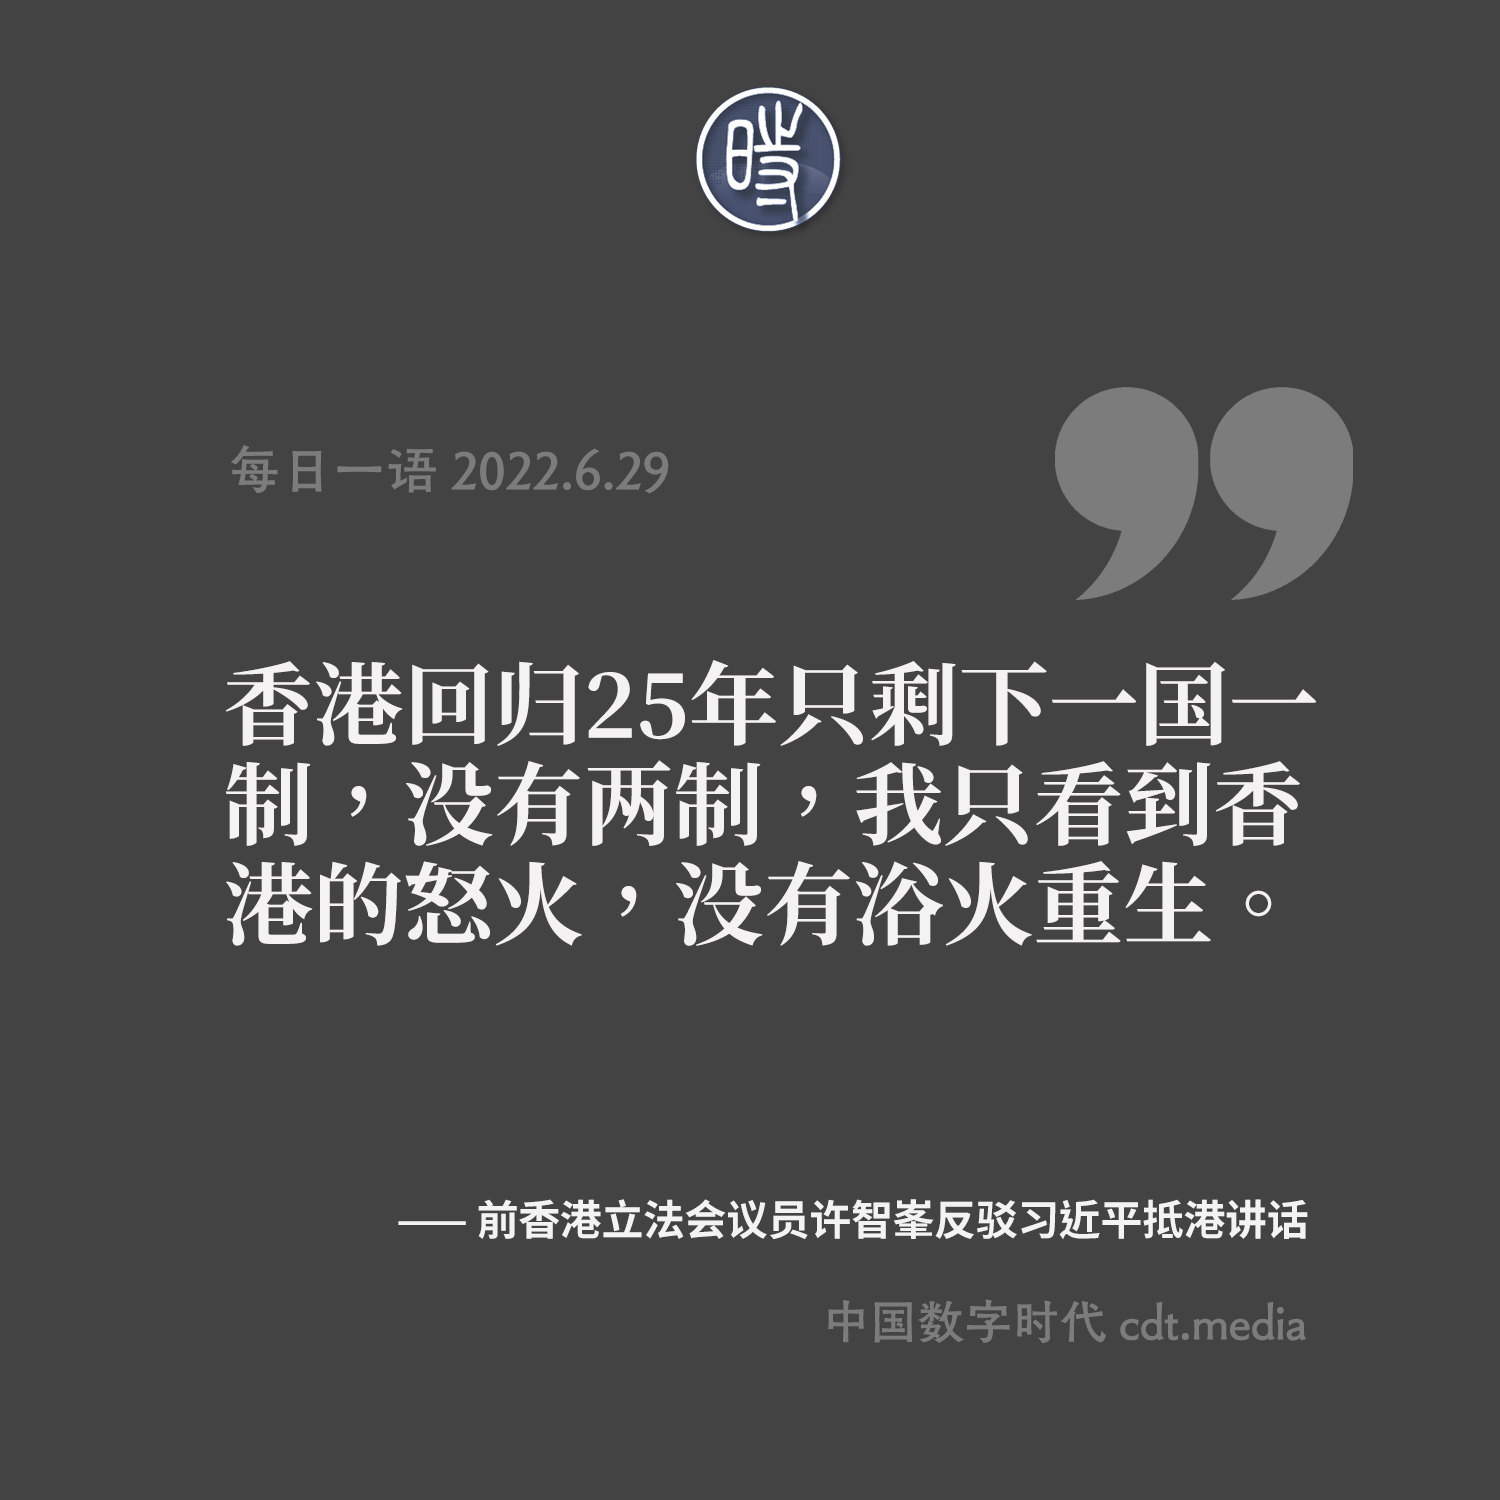 時
每日一语 2022.6.29
香港回归25年只剩下一国一
制，没有两制，我只看到香
港的怒火，没有浴火重生。
—— 前香港立法会议员许智峯反驳习近平抵港讲话
中国数字时代 cdt.media